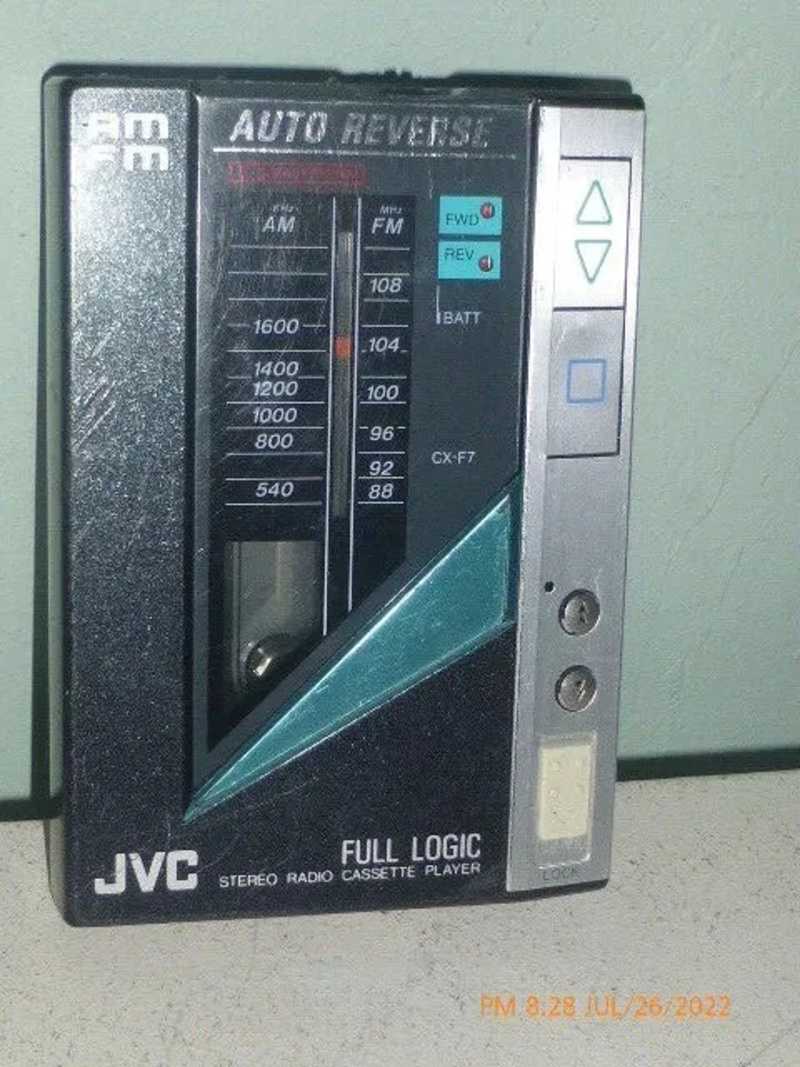 AM
FM
AUTO REVERSE
KHz MHz
AM FM
FWD
REV
108
BATT
1600
104
1400
1200 100
1000
96
800
CX-F7
92
540 88
FULL LOGIC
JVC STEREO RADIO CASSETTE PLAYER
LOCK
PM 8:28 JUL/26/2022